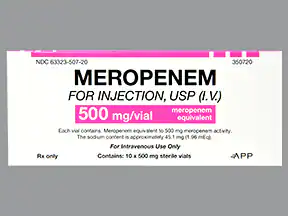 NDC 63323-507-20 350720
MEROPENEM
FOR INJECTION, USP (I.V.)
500 mg/vial meropenem equivalent
Each vial contains: Meropenem equivalent to 500 mg meropenem activity.
The sodium content is approximately 45.1 mg (1.96 mEq).
For Intravenous Use Only
Rx only Contains: 10 x 500 mg sterile vials APP